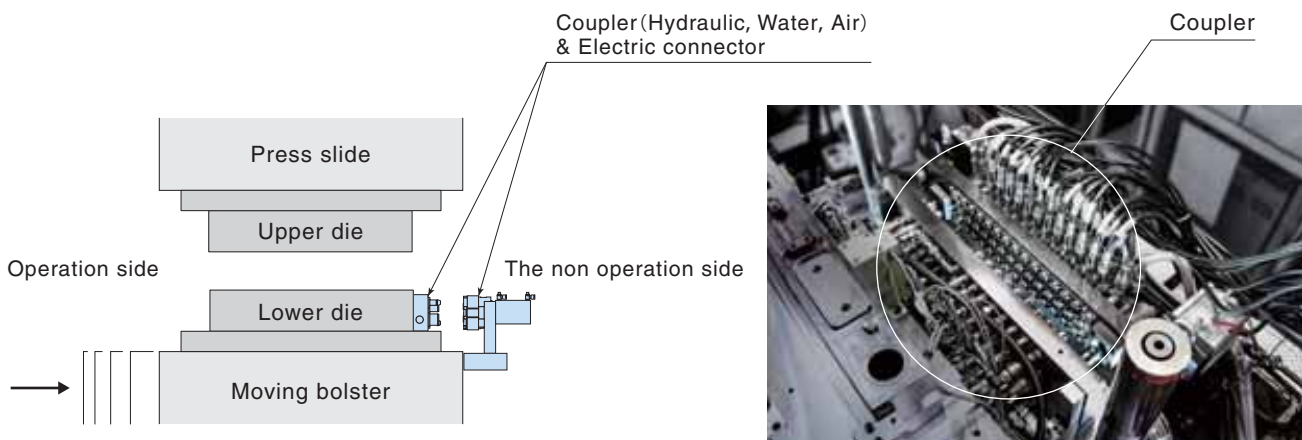 Coupler（Hydraulic, Water, Air）
& Electric connector
Coupler
Press slide
Upper die
Operation side
The non operation side
Lower die
Moving bolster